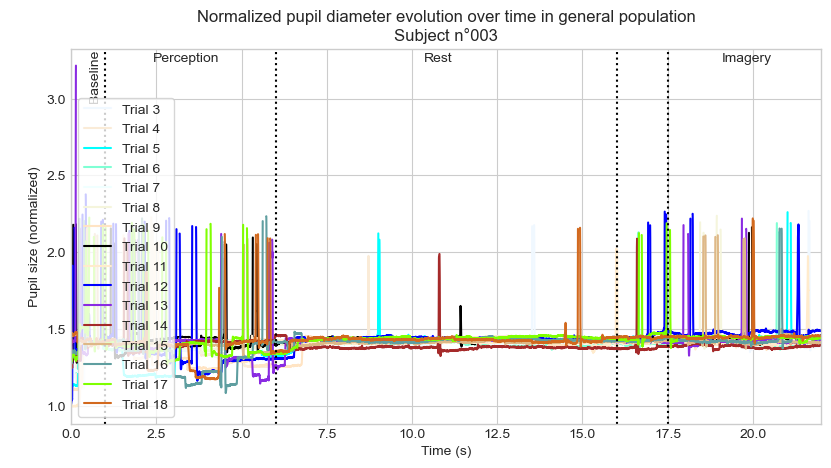 Normalized pupil diameter evolution over time in general population
Subject n°003
Baseline
Perception
Rest
Imagery
Pupil size (normalized)
3.0
2.5
2.0
1.5
1.0
Trial 3
Trial 4
Trial 5
Trial 6
Trial 7
Trial 8
Trial 9
Trial 10
Trial 11
Trial 12
Trial 13
Trial 14
Trial 15
Trial 16
Trial 17
Trial 18
0.0 2.5 5.0 7.5 10.0 12.5 15.0 17.5 20.0
Time (s)